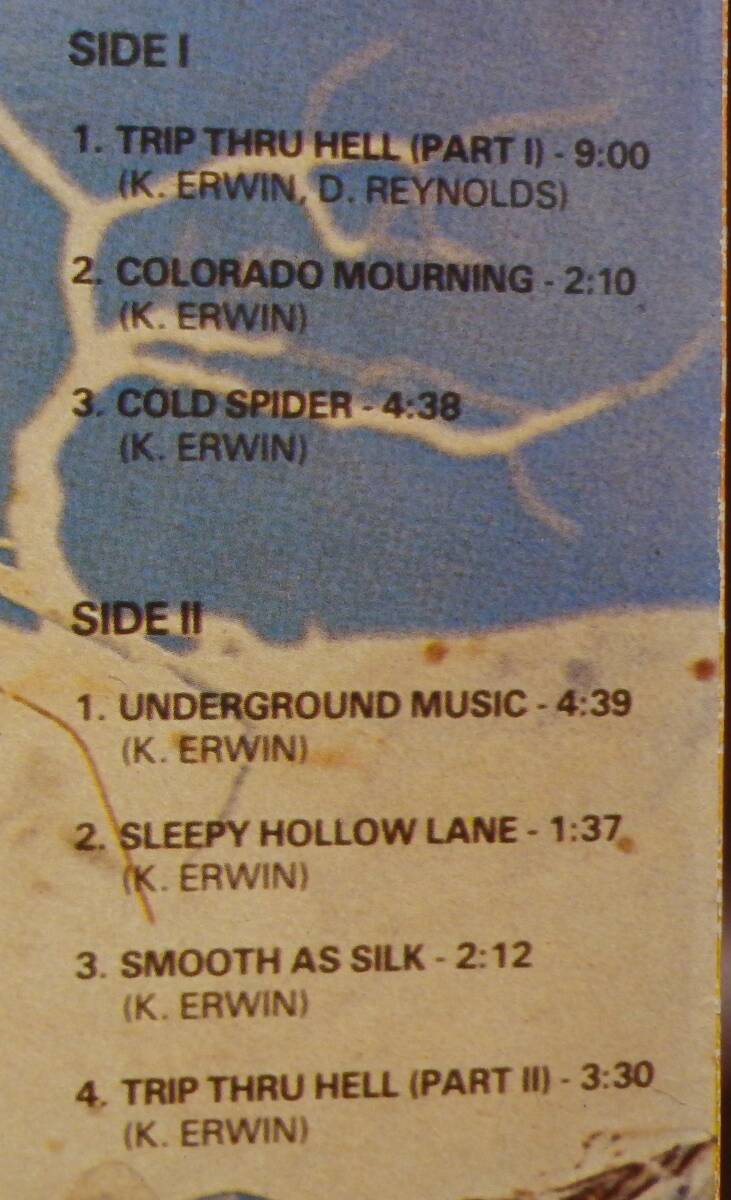 SIDE I
1. TRIP THRU HELL (PART I) - 9:00
(K. ERWIN, D. REYNOLDS)
2. COLORADO MOURNING - 2:10
(K. ERWIN)
3. COLD SPIDER - 4:38
(K. ERWIN)
SIDE II
1. UNDERGROUND MUSIC - 4:39
(K. ERWIN)
2. SLEEPY HOLLOW LANE - 1:37
(K. ERWIN)
3. SMOOTH AS SILK - 2:12
(K. ERWIN)
4. TRIP THRU HELL (PART II) - 3:30
(K. ERWIN)